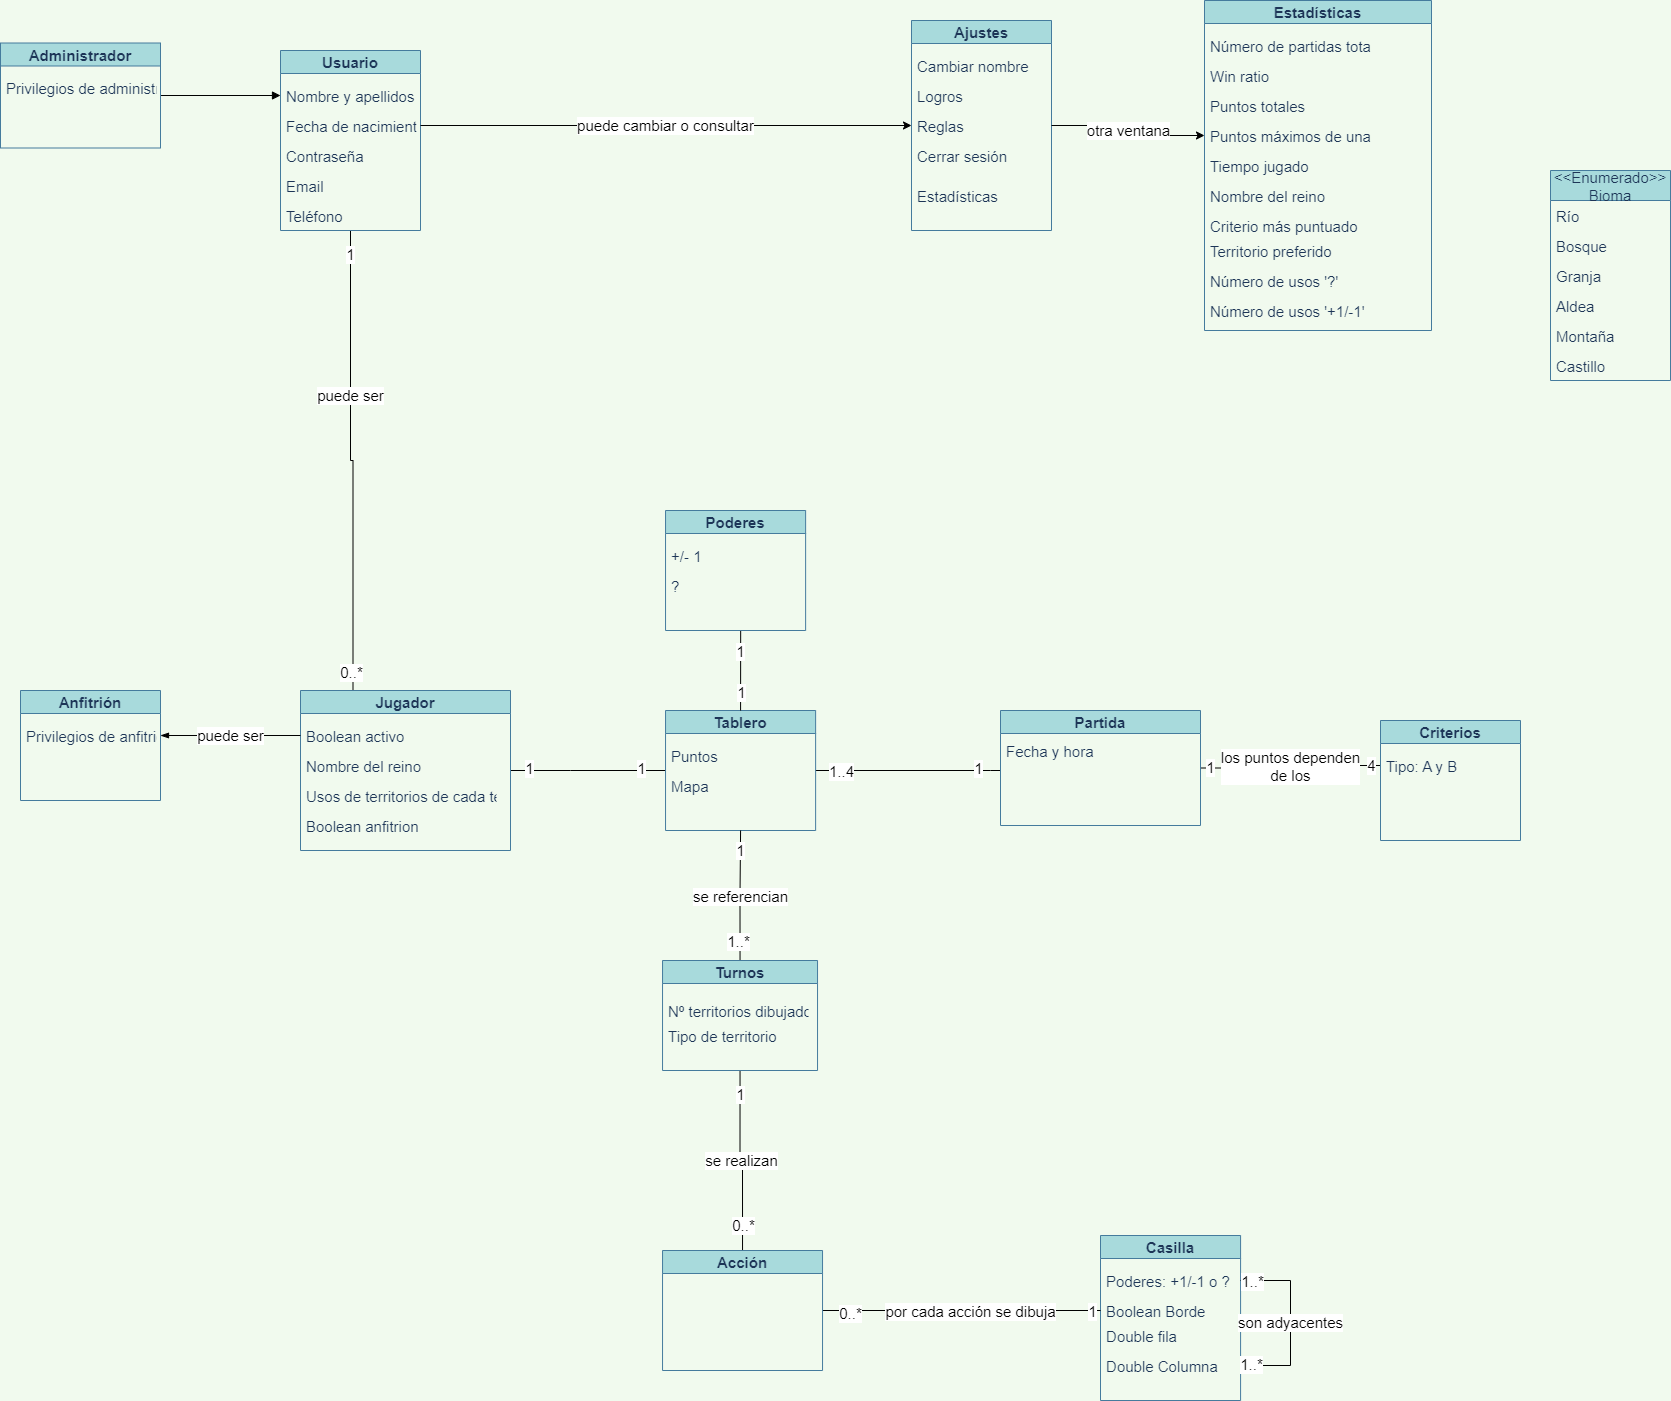 Administrador
Privilegios de administ
Usuario
Nombre y apellidos
Fecha de nacimient
Contraseña
Email
Teléfono
puede cambiar o consultar
Ajustes
Cambiar nombre
Logros
Reglas
Cerrar sesión
Estadísticas
otra ventana
Estadísticas
Número de partidas tota
Win ratio
Puntos totales
Puntos máximos de una
Tiempo jugado
Nombre del reino
Criterio más puntuado
Territorio preferido
Número de usos '?'
Número de usos '+1/-1'
<<Enumerado>>
Bioma
Río
Bosque
Granja
Aldea
Montaña
Castillo
1
puede ser
0..*
Poderes
+/- 1
?
1
1
Anfitrión
Privilegios de anfitri
puede ser
Jugador
Boolean activo
Nombre del reino
Usos de territorios de cada te
Boolean anfitrion
1
1
Tablero
Puntos
Mapa
1..4
1
Partida
Fecha y hora
1
los puntos dependen
de los
4
Criterios
Tipo: A y B
1
se referencian
1..*
Turnos
Nº territorios dibujado
Tipo de territorio
1
se realizan
0..*
Acción
0..*
por cada acción se dibuja
1
Casilla
Poderes: +1/-1 o ?
Boolean Borde
Double fila
Double Columna
1..*
son adyacentes
1..*